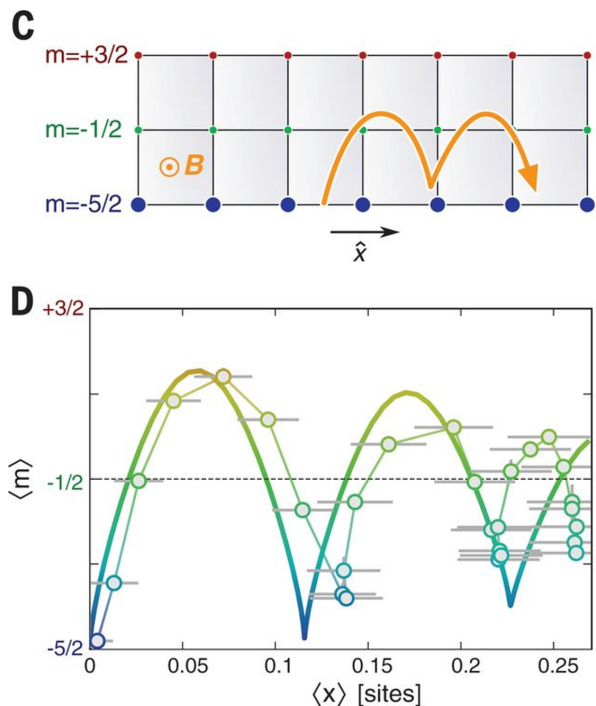 C
m=+3/2
m=-1/2
⊙ B
m=-5/2
x̂
D
+3/2
⟨m⟩
-1/2
-5/2
0 0.05 0.1 0.15 0.2 0.25
⟨x⟩ [sites]